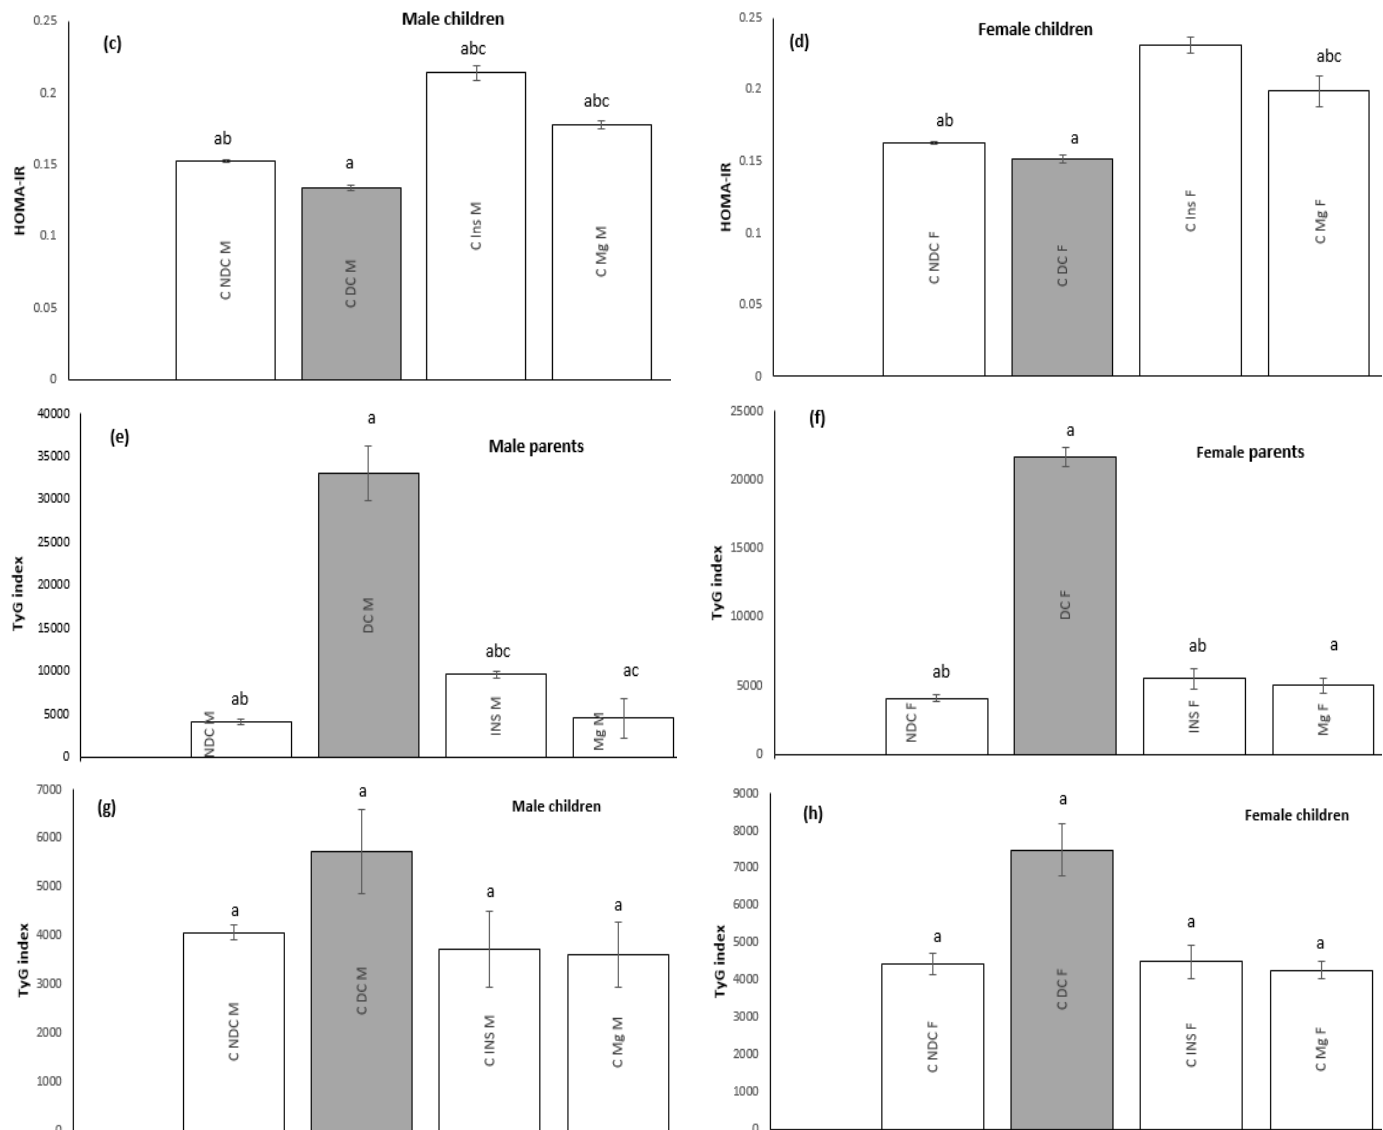 (c)
Male children
HOMA-IR
0.25
0.2
0.15
0.1
0.05
0
ab
a
abc
abc
C NDC M
C DC M
C Ins M
C Mg M
(d)
Female children
HOMA-IR
0.25
0.2
0.15
0.1
0.05
0
ab
a
abc
C NDC F
C DC F
C Ins F
C Mg F
(e)
Male parents
TyG index
40000
35000
30000
25000
20000
15000
10000
5000
0
ab
a
abc
ac
NDC M
DC M
INS M
Mg M
(f)
Female parents
TyG index
25000
20000
15000
10000
5000
0
ab
a
ab
a
NDC F
DC F
INS F
Mg F
(g)
Male children
TyG index
7000
6000
5000
4000
3000
2000
1000
0
a
a
a
a
C NDC M
C DC M
C INS M
C Mg M
(h)
Female children
TyG index
9000
8000
7000
6000
5000
4000
3000
2000
1000
0
a
a
a
a
C NDC F
C DC F
C INS F
C Mg F